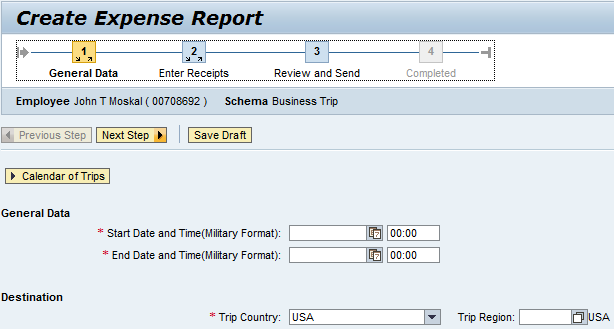 Create Expense Report
1 2 3 4
General Data Enter Receipts Review and Send Completed
Employee John T Moskal ( 00708692 ) Schema Business Trip
Previous Step Next Step Save Draft
Calendar of Trips
General Data
* Start Date and Time(Military Format): 00:00
* End Date and Time(Military Format): 00:00
Destination
* Trip Country: USA Trip Region: USA